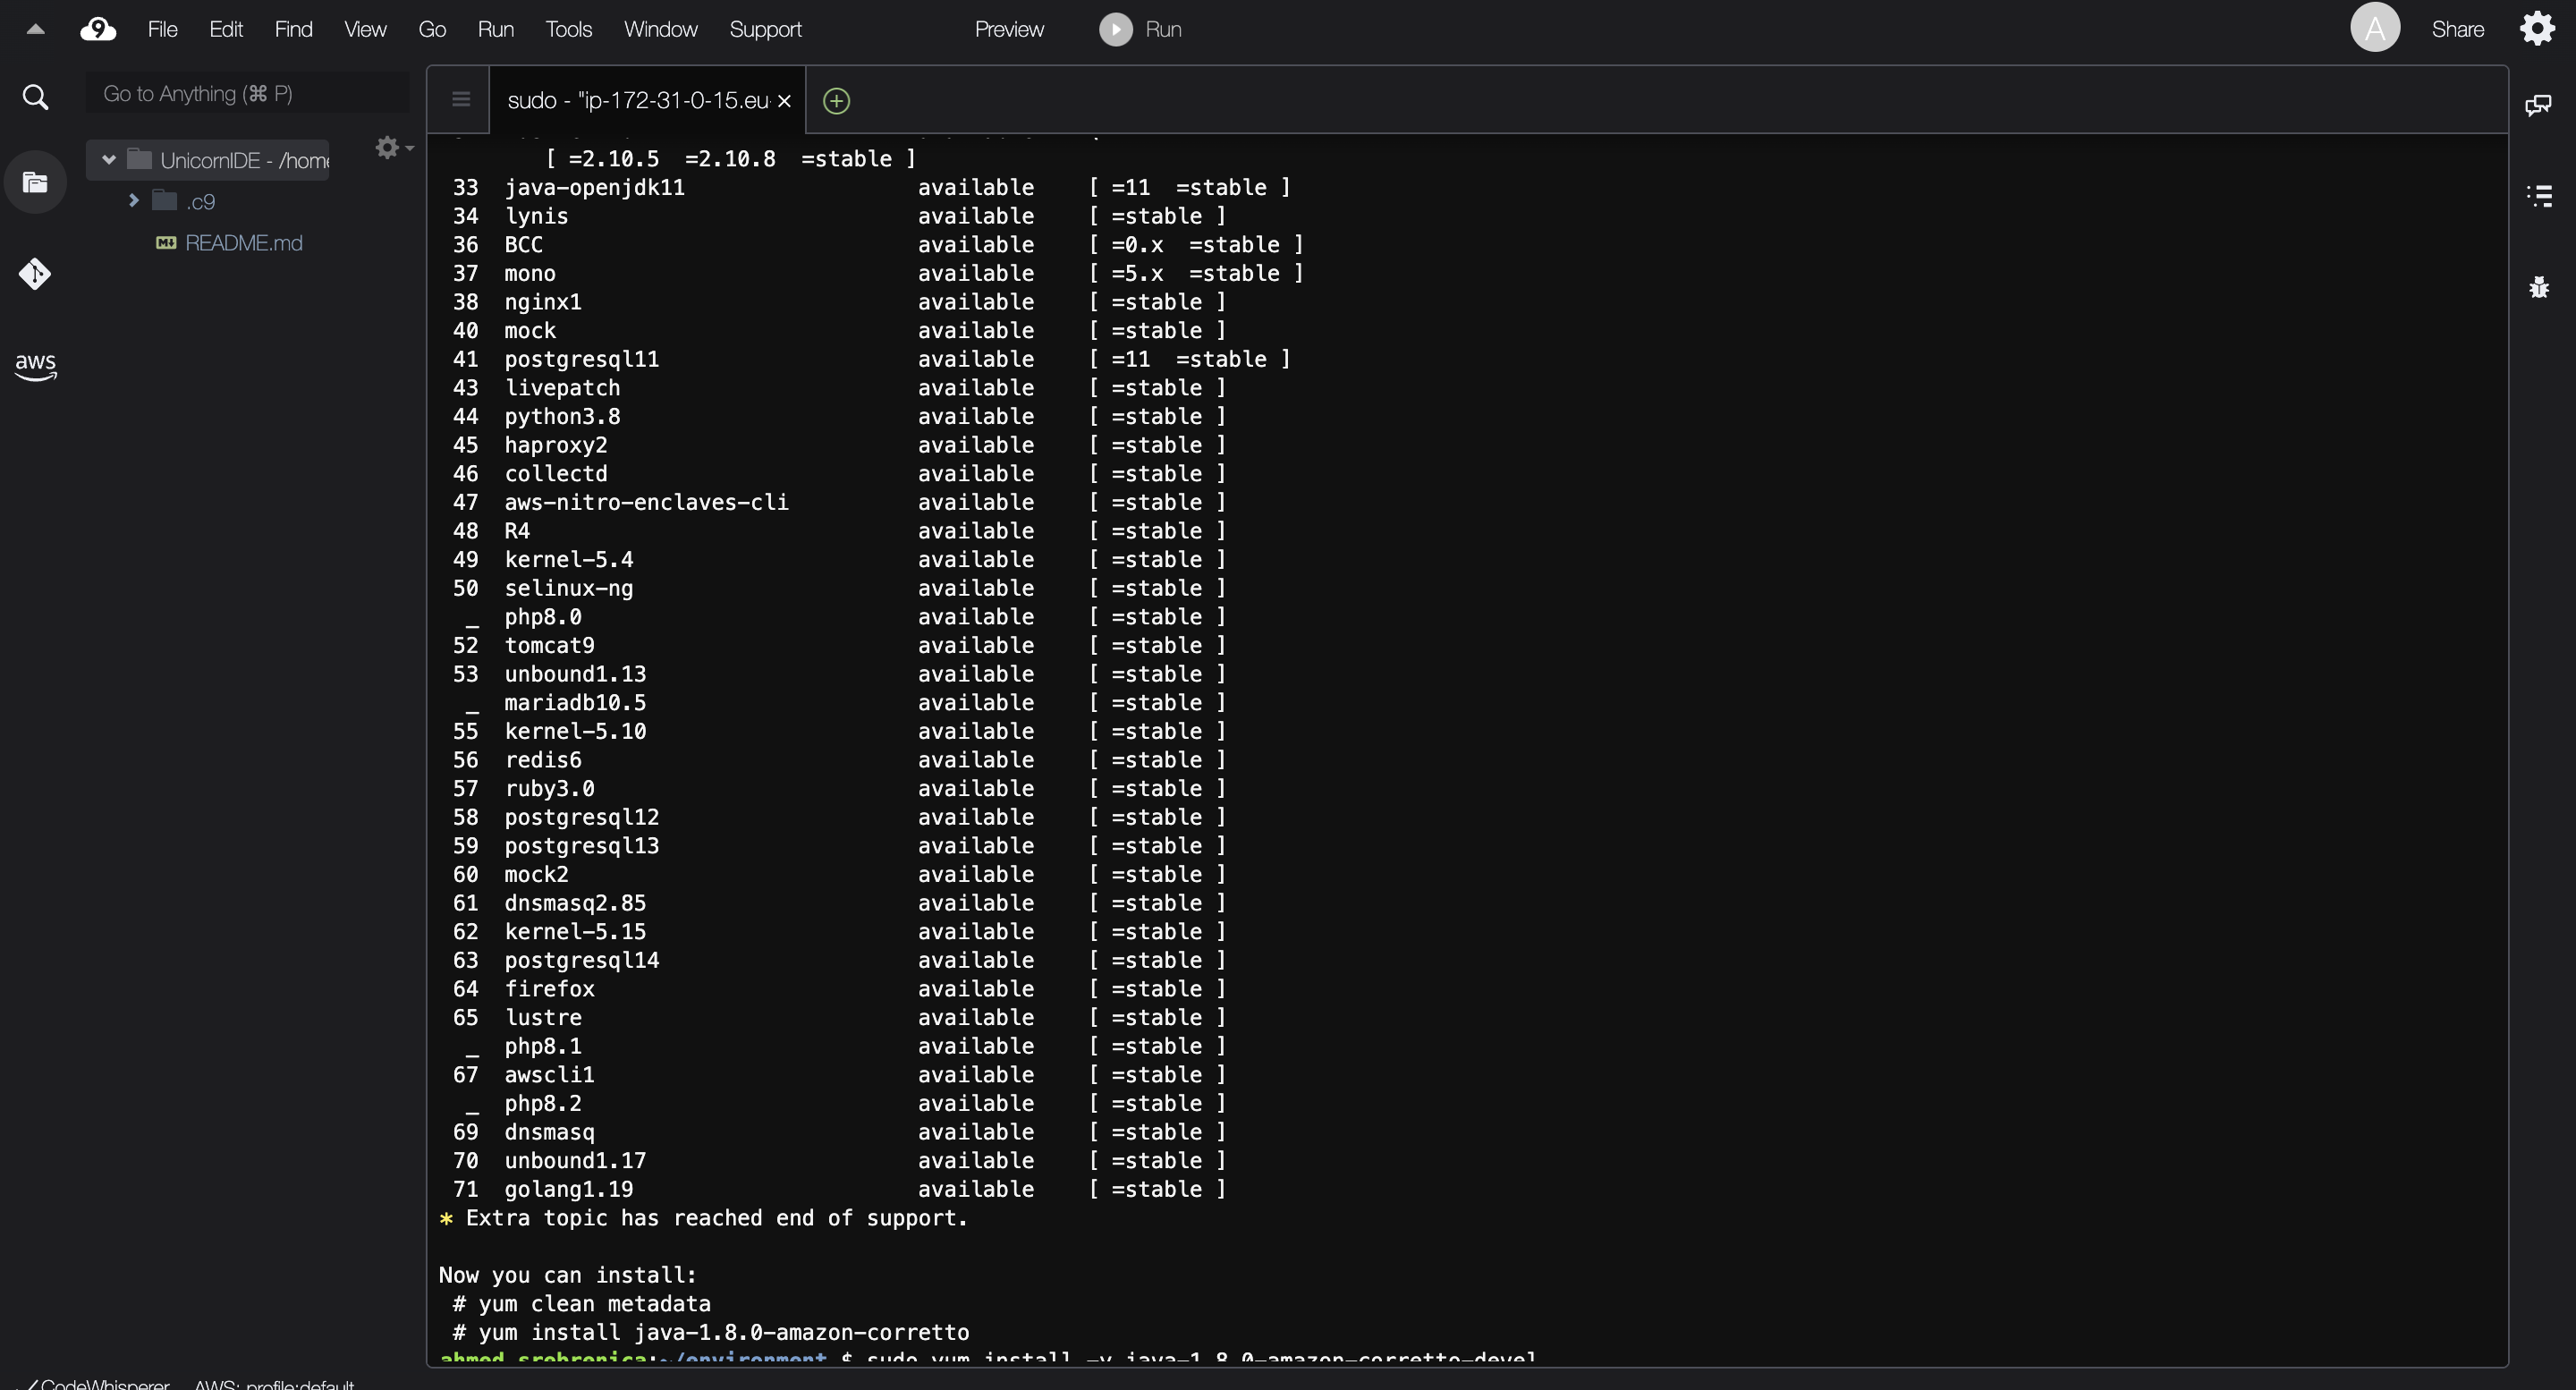 File Edit Find View Go Run Tools Window Support Preview Run A Share
Go to Anything (⌘ P)
sudo - "ip-172-31-0-15.eu
UnicornIDE - /home
.c9
README.md
aws
[ =2.10.5  =2.10.8  =stable ]
33  java-openjdk11  available  [ =11  =stable ]
34  lynis  available  [ =stable ]
36  BCC  available  [ =0.x  =stable ]
37  mono  available  [ =5.x  =stable ]
38  nginx1  available  [ =stable ]
40  mock  available  [ =stable ]
41  postgresql11  available  [ =11  =stable ]
43  livepatch  available  [ =stable ]
44  python3.8  available  [ =stable ]
45  haproxy2  available  [ =stable ]
46  collectd  available  [ =stable ]
47  aws-nitro-enclaves-cli  available  [ =stable ]
48  R4  available  [ =stable ]
49  kernel-5.4  available  [ =stable ]
50  selinux-ng  available  [ =stable ]
_  php8.0  available  [ =stable ]
52  tomcat9  available  [ =stable ]
53  unbound1.13  available  [ =stable ]
_  mariadb10.5  available  [ =stable ]
55  kernel-5.10  available  [ =stable ]
56  redis6  available  [ =stable ]
57  ruby3.0  available  [ =stable ]
58  postgresql12  available  [ =stable ]
59  postgresql13  available  [ =stable ]
60  mock2  available  [ =stable ]
61  dnsmasq2.85  available  [ =stable ]
62  kernel-5.15  available  [ =stable ]
63  postgresql14  available  [ =stable ]
64  firefox  available  [ =stable ]
65  lustre  available  [ =stable ]
_  php8.1  available  [ =stable ]
67  awscli1  available  [ =stable ]
_  php8.2  available  [ =stable ]
69  dnsmasq  available  [ =stable ]
70  unbound1.17  available  [ =stable ]
71  golang1.19  available  [ =stable ]
* Extra topic has reached end of support.
Now you can install:
# yum clean metadata
# yum install java-1.8.0-amazon-corretto
ahmed_srebrenica:~/environment $ sudo yum install -y java-1.8.0-amazon-corretto-devel
CodeWhisperer AWS: profile:default